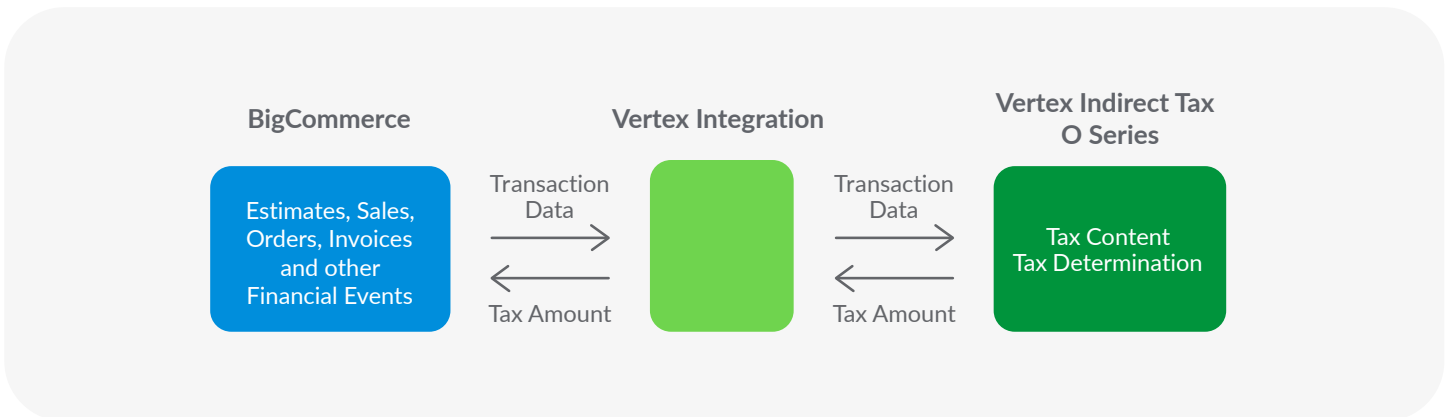 BigCommerce
Estimates, Sales,
Orders, Invoices
and other
Financial Events
Transaction
Data
Tax Amount
Vertex Integration
Transaction
Data
Tax Amount
Vertex Indirect Tax
O Series
Tax Content
Tax Determination